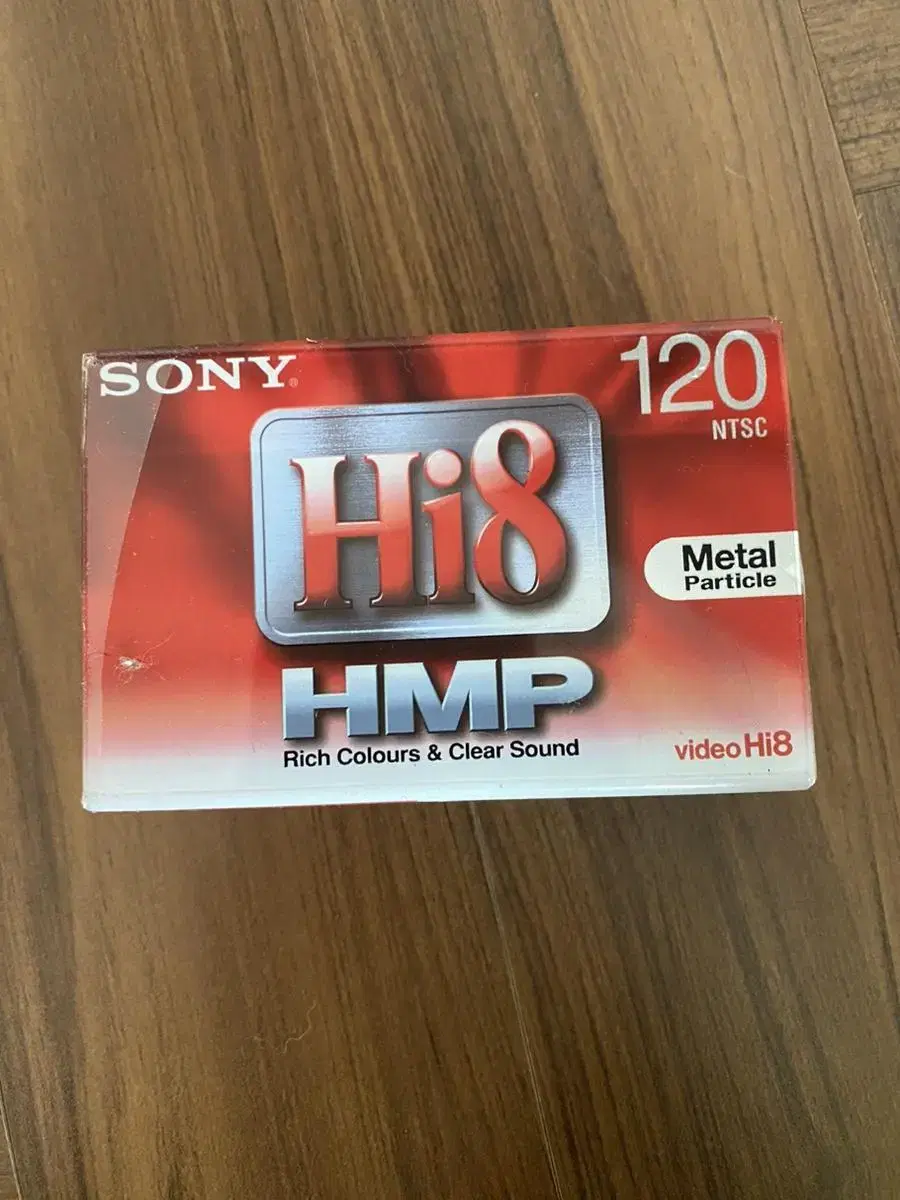 SONY®
120
NTSC
Hi8
Metal
Particle
HMP
Rich Colours & Clear Sound
video Hi8